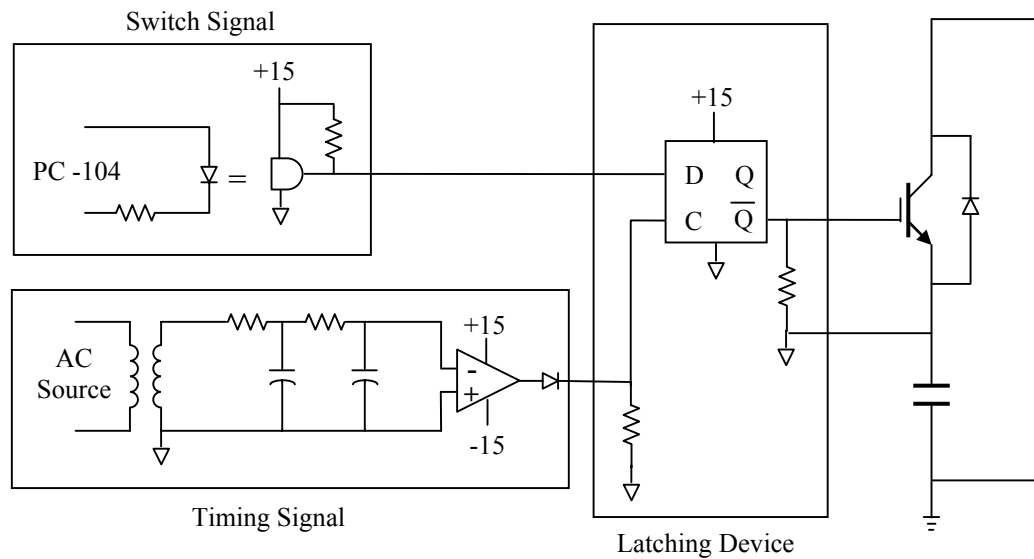 Switch Signal
+15
PC -104
=
+15
D Q
C Q̅
AC
Source
+15
-
+
-15
Timing Signal
Latching Device